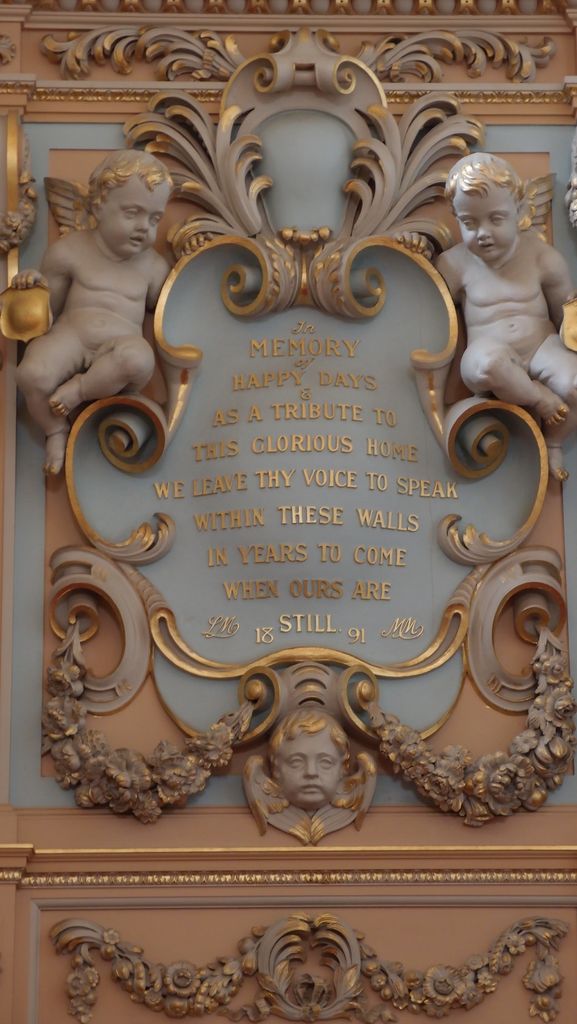 In
MEMORY
of
HAPPY DAYS
&
AS A TRIBUTE TO
THIS GLORIOUS HOME
WE LEAVE THY VOICE TO SPEAK
WITHIN THESE WALLS
IN YEARS TO COME
WHEN OURS ARE
STILL.
LM 18 91 MM